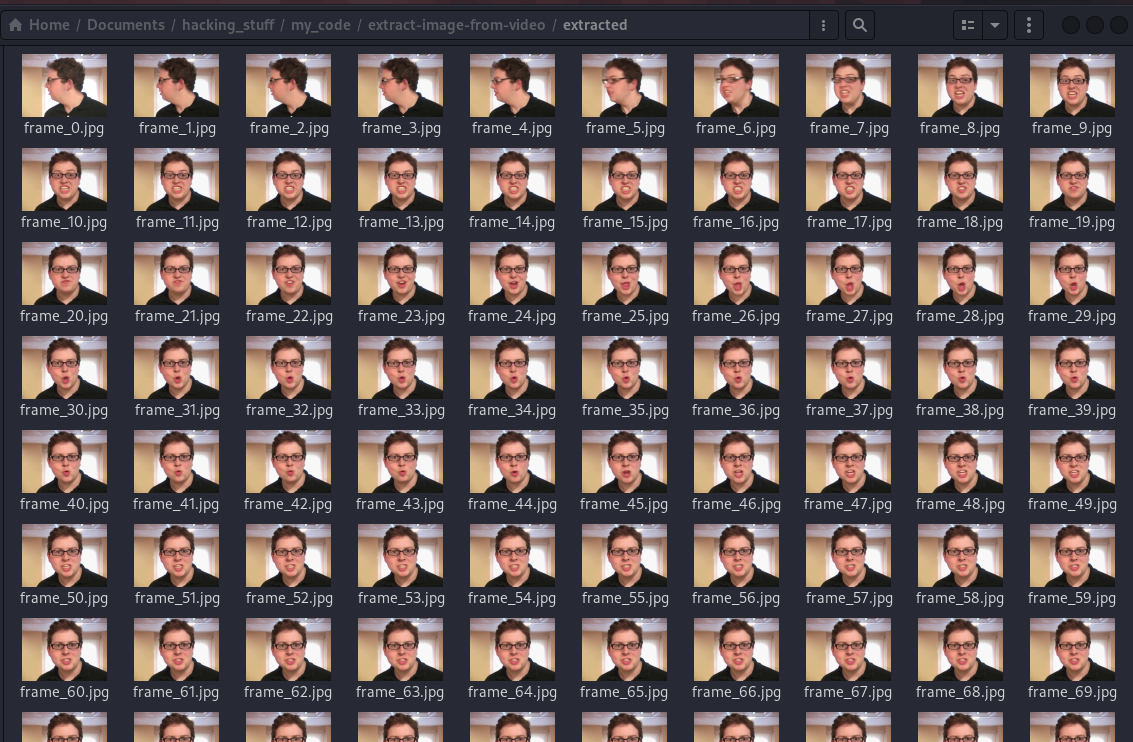 Home / Documents / hacking_stuff / my_code / extract-image-from-video / extracted
frame_0.jpg frame_1.jpg frame_2.jpg frame_3.jpg frame_4.jpg frame_5.jpg frame_6.jpg frame_7.jpg frame_8.jpg frame_9.jpg
frame_10.jpg frame_11.jpg frame_12.jpg frame_13.jpg frame_14.jpg frame_15.jpg frame_16.jpg frame_17.jpg frame_18.jpg frame_19.jpg
frame_20.jpg frame_21.jpg frame_22.jpg frame_23.jpg frame_24.jpg frame_25.jpg frame_26.jpg frame_27.jpg frame_28.jpg frame_29.jpg
frame_30.jpg frame_31.jpg frame_32.jpg frame_33.jpg frame_34.jpg frame_35.jpg frame_36.jpg frame_37.jpg frame_38.jpg frame_39.jpg
frame_40.jpg frame_41.jpg frame_42.jpg frame_43.jpg frame_44.jpg frame_45.jpg frame_46.jpg frame_47.jpg frame_48.jpg frame_49.jpg
frame_50.jpg frame_51.jpg frame_52.jpg frame_53.jpg frame_54.jpg frame_55.jpg frame_56.jpg frame_57.jpg frame_58.jpg frame_59.jpg
frame_60.jpg frame_61.jpg frame_62.jpg frame_63.jpg frame_64.jpg frame_65.jpg frame_66.jpg frame_67.jpg frame_68.jpg frame_69.jpg